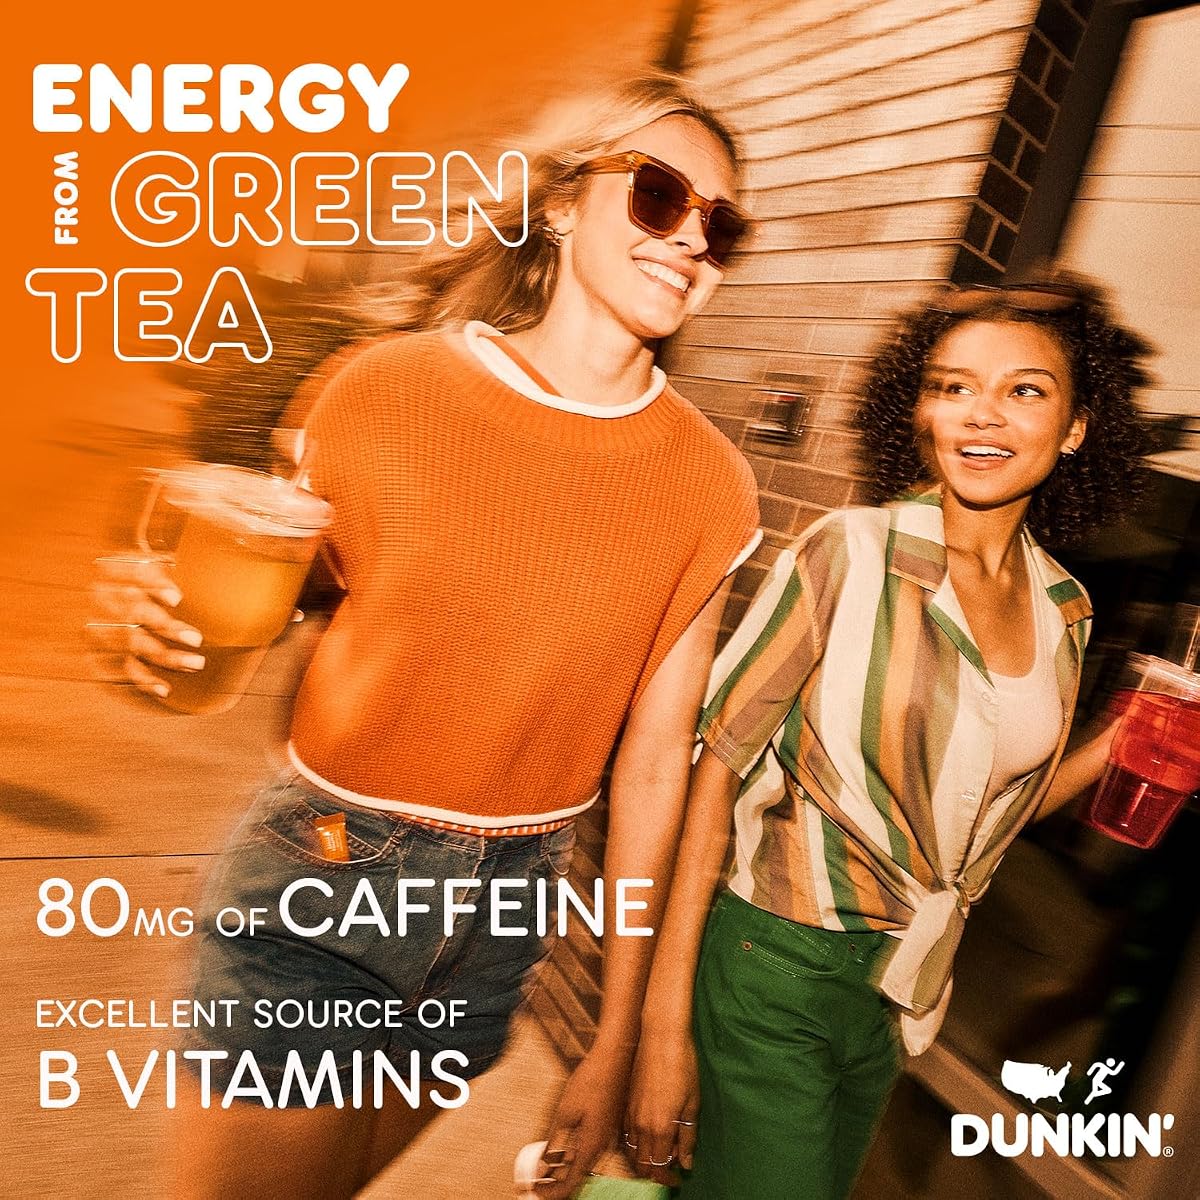 ENERGY
FROM GREEN
TEA
80MG OF CAFFEINE
EXCELLENT SOURCE OF
B VITAMINS
DUNKIN'®